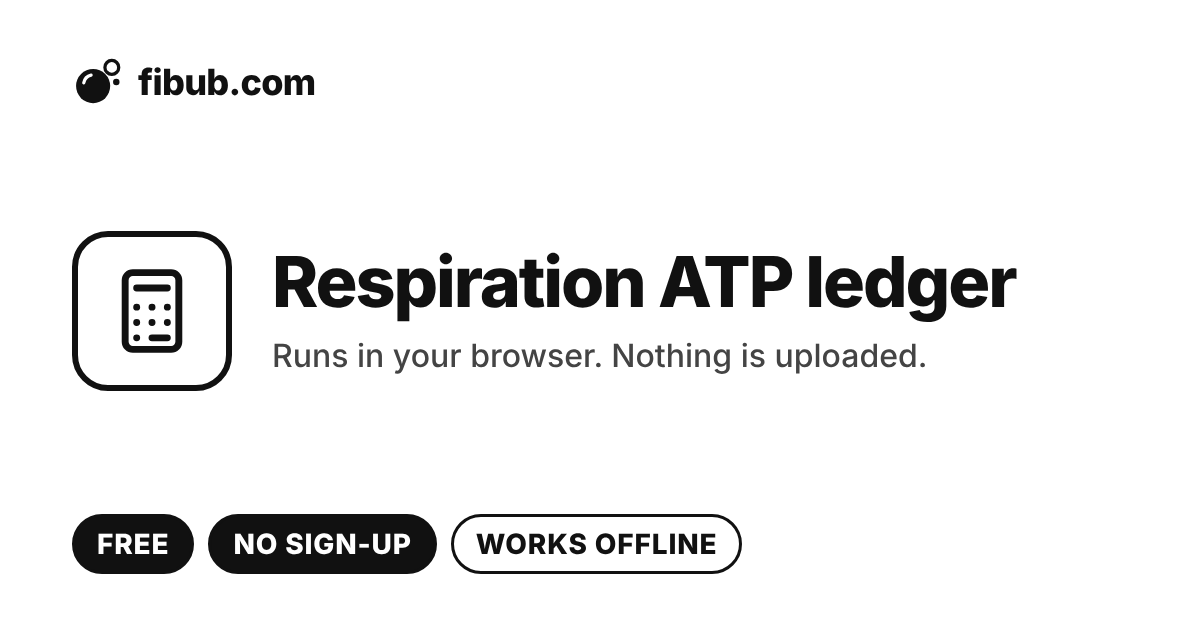 fibub.com
Respiration ATP ledger
Runs in your browser. Nothing is uploaded.
FREE
NO SIGN-UP
WORKS OFFLINE